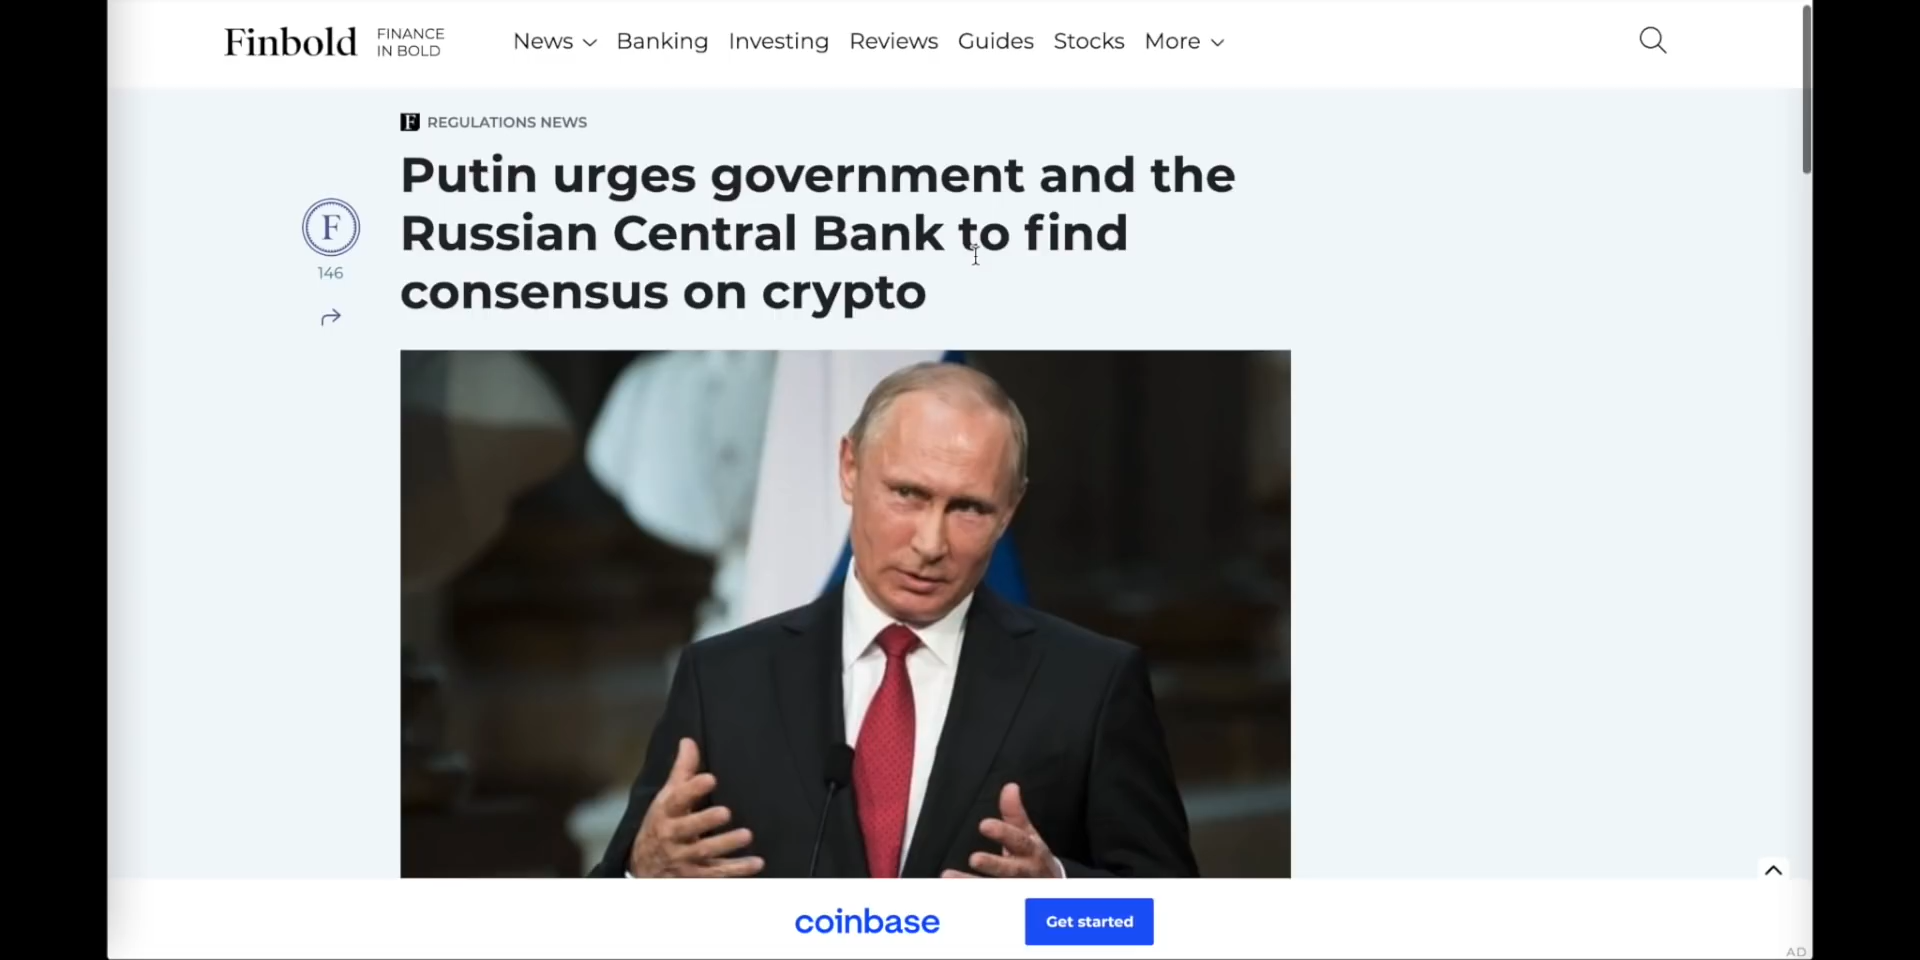 Finbold
FINANCE
IN BOLD
News Banking Investing Reviews Guides Stocks More
F REGULATIONS NEWS
Putin urges government and the
Russian Central Bank to find
consensus on crypto
F
146
coinbase
Get started
AD